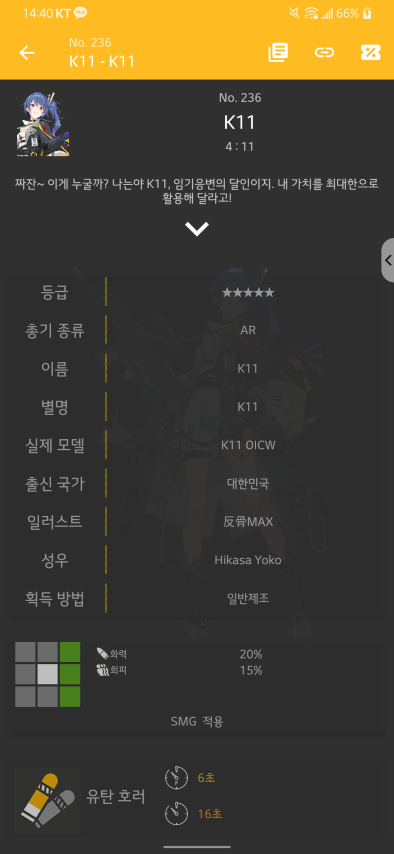 14:40 KT
66%
No. 236
K11 - K11
No. 236
K11
4 : 11
짜잔~ 이게 누굴까? 나는야 K11, 임기응변의 달인이지. 내 가치를 최대한으로
활용해 달라고!
등급 ★★★★★
총기 종류 AR
이름 K11
별명 K11
실제 모델 K11 OICW
출신 국가 대한민국
일러스트 反骨MAX
성우 Hikasa Yoko
획득 방법 일반제조
화력 20%
회피 15%
SMG 적용
유탄 호러
6초
16초